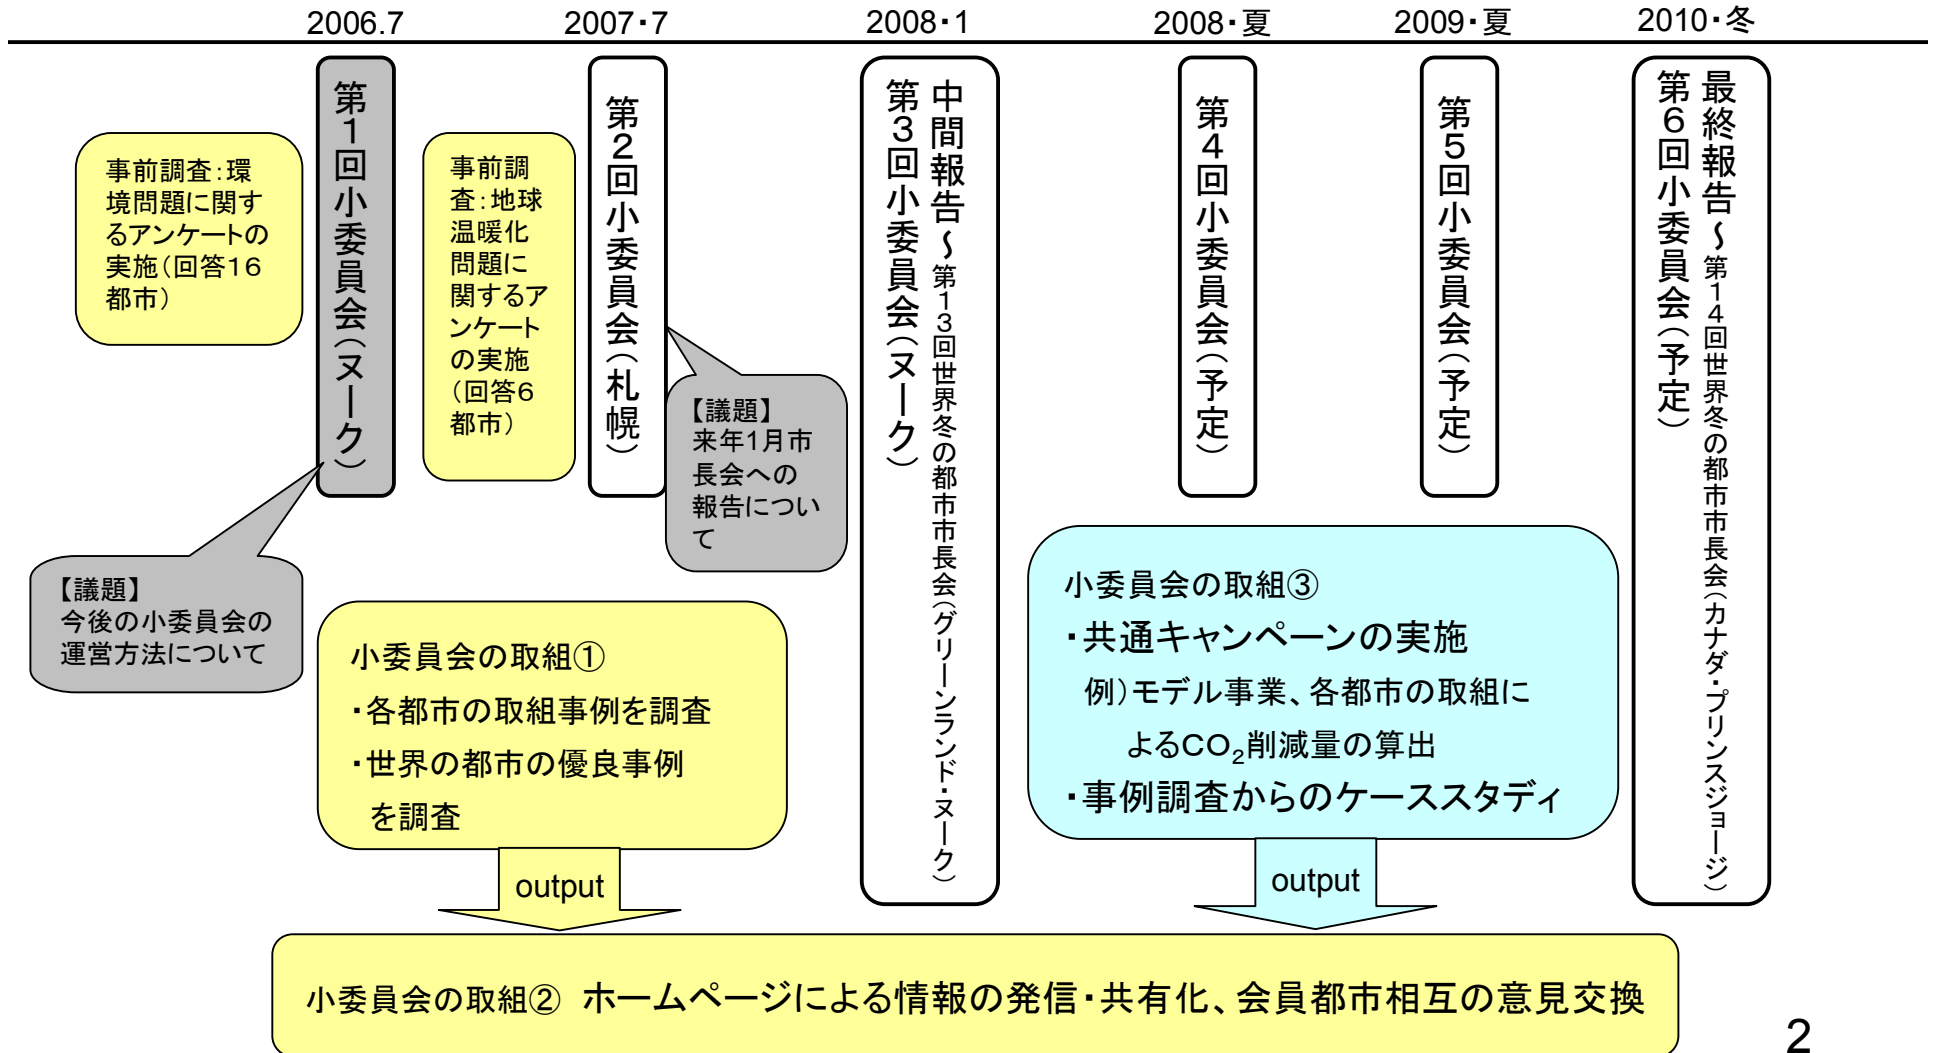 2006.7
2007・7
2008・1
2008・夏
2009・夏
2010・冬
第1回小委員会（ヌーク）
事前調査：環
境問題に関す
るアンケートの
実施（回答１６
都市）
【議題】
今後の小委員会の
運営方法について
第2回小委員会（札幌）
事前調
査：地球
温暖化
問題に
関するア
ンケート
の実施
（回答６
都市）
【議題】
来年1月市
長会への
報告につい
て
中間報告～第13回世界冬の都市市長会（グリーンランド・ヌーク）
第3回小委員会（ヌーク）
第4回小委員会（予定）
第5回小委員会（予定）
最終報告～第14回世界冬の都市市長会（カナダ・プリンスジョージ）
第6回小委員会（予定）
小委員会の取組①
・各都市の取組事例を調査
・世界の都市の優良事例
を調査
output
小委員会の取組③
・共通キャンペーンの実施
例）モデル事業、各都市の取組に
よるCO₂削減量の算出
・事例調査からのケーススタディ
output
小委員会の取組② ホームページによる情報の発信・共有化、会員都市相互の意見交換
2